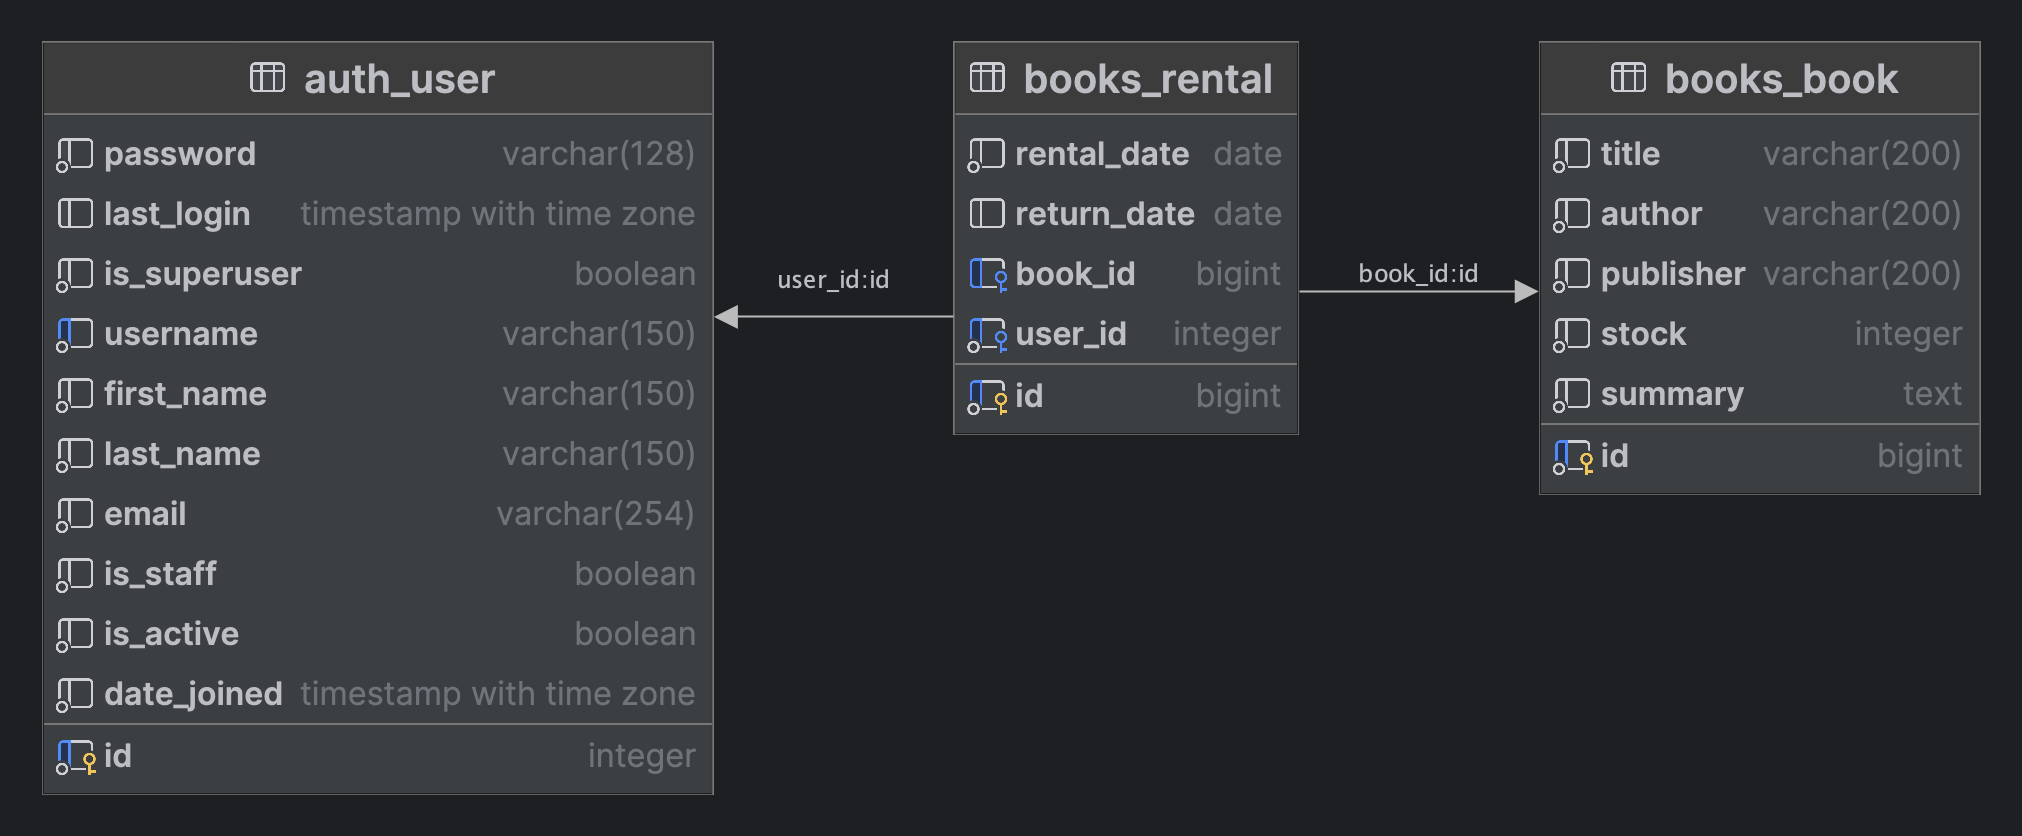 auth_user
password varchar(128)
last_login timestamp with time zone
is_superuser boolean
username varchar(150)
first_name varchar(150)
last_name varchar(150)
email varchar(254)
is_staff boolean
is_active boolean
date_joined timestamp with time zone
id integer
user_id:id
books_rental
rental_date date
return_date date
book_id bigint
user_id integer
id bigint
book_id:id
books_book
title varchar(200)
author varchar(200)
publisher varchar(200)
stock integer
summary text
id bigint